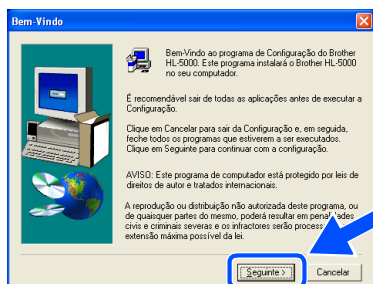 Bem-Vindo
Bem-Vindo ao programa de Configuração do Brother
HL-5000. Este programa instalará o Brother HL-5000
no seu computador.
É recomendável sair de todas as aplicações antes de executar a
Configuração.
Clique em Cancelar para sair da Configuração e, em seguida,
feche todos os programas que estiverem a ser executados.
Clique em Seguinte para continuar com a configuração.
AVISO: Este programa de computador está protegido por leis de
direitos de autor e tratados internacionais.
A reprodução ou distribuição não autorizada deste programa, ou
de quaisquer partes do mesmo, poderá resultar em penalidades
civis e criminais severas e os infractores serão
extensão máxima possível da lei.
Seguinte >
Cancelar